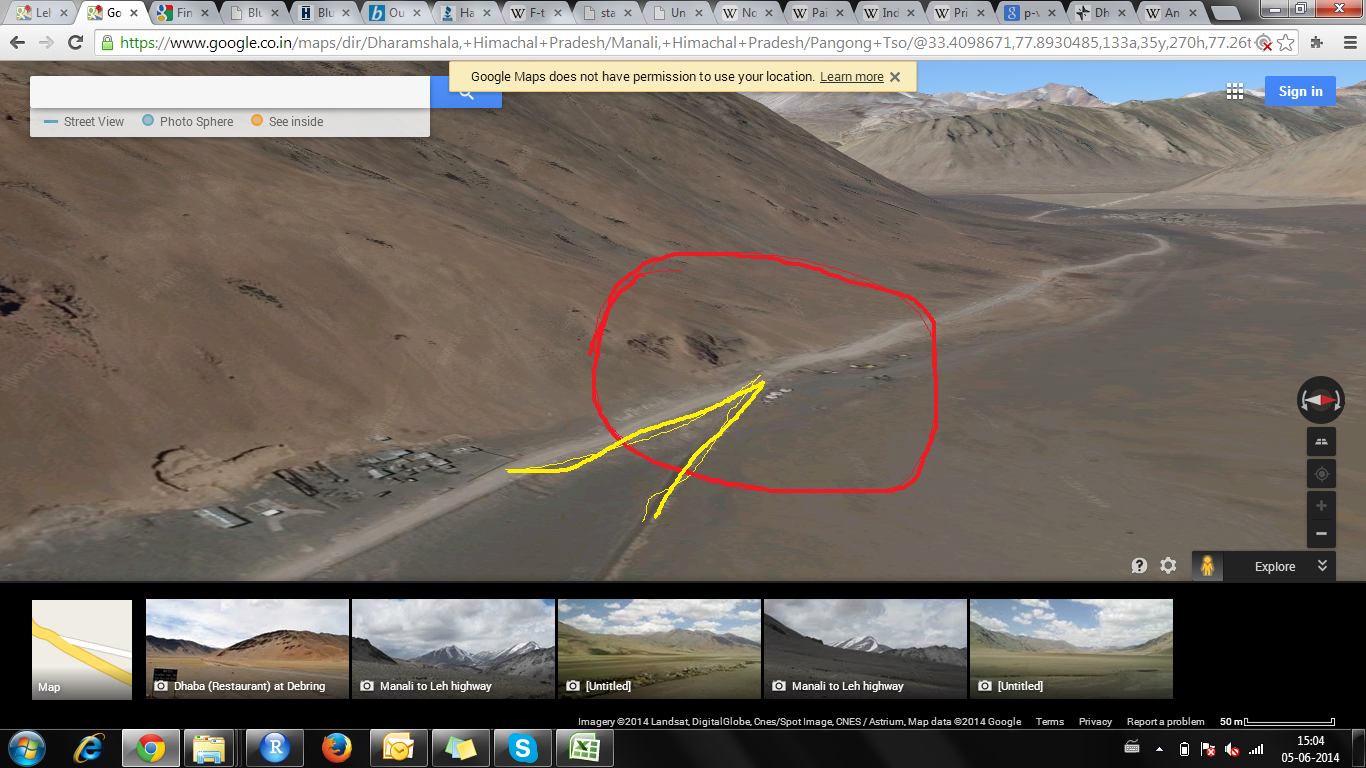 Lel
Go
Fin
Blu
Blu
Ou
Ha
F-t
sta
Un
No
Pai
Ind
Pri
p-v
Dh
An
https://www.google.co.in/maps/dir/Dharamshala,+Himachal+Pradesh/Manali,+Himachal+Pradesh/Pangong+Tso/@33.4098671,77.8930485,133a,35y,270h,77.26t
Google Maps does not have permission to use your location. Learn more
Sign in
Street View
Photo Sphere
See inside
Explore
Map
Dhaba (Restaurant) at Debring
Manali to Leh highway
[Untitled]
Manali to Leh highway
[Untitled]
Imagery ©2014 Landsat, DigitalGlobe, Cnes/Spot Image, CNES / Astrium, Map data ©2014 Google Terms Privacy Report a problem 50 m
15:04
05-06-2014